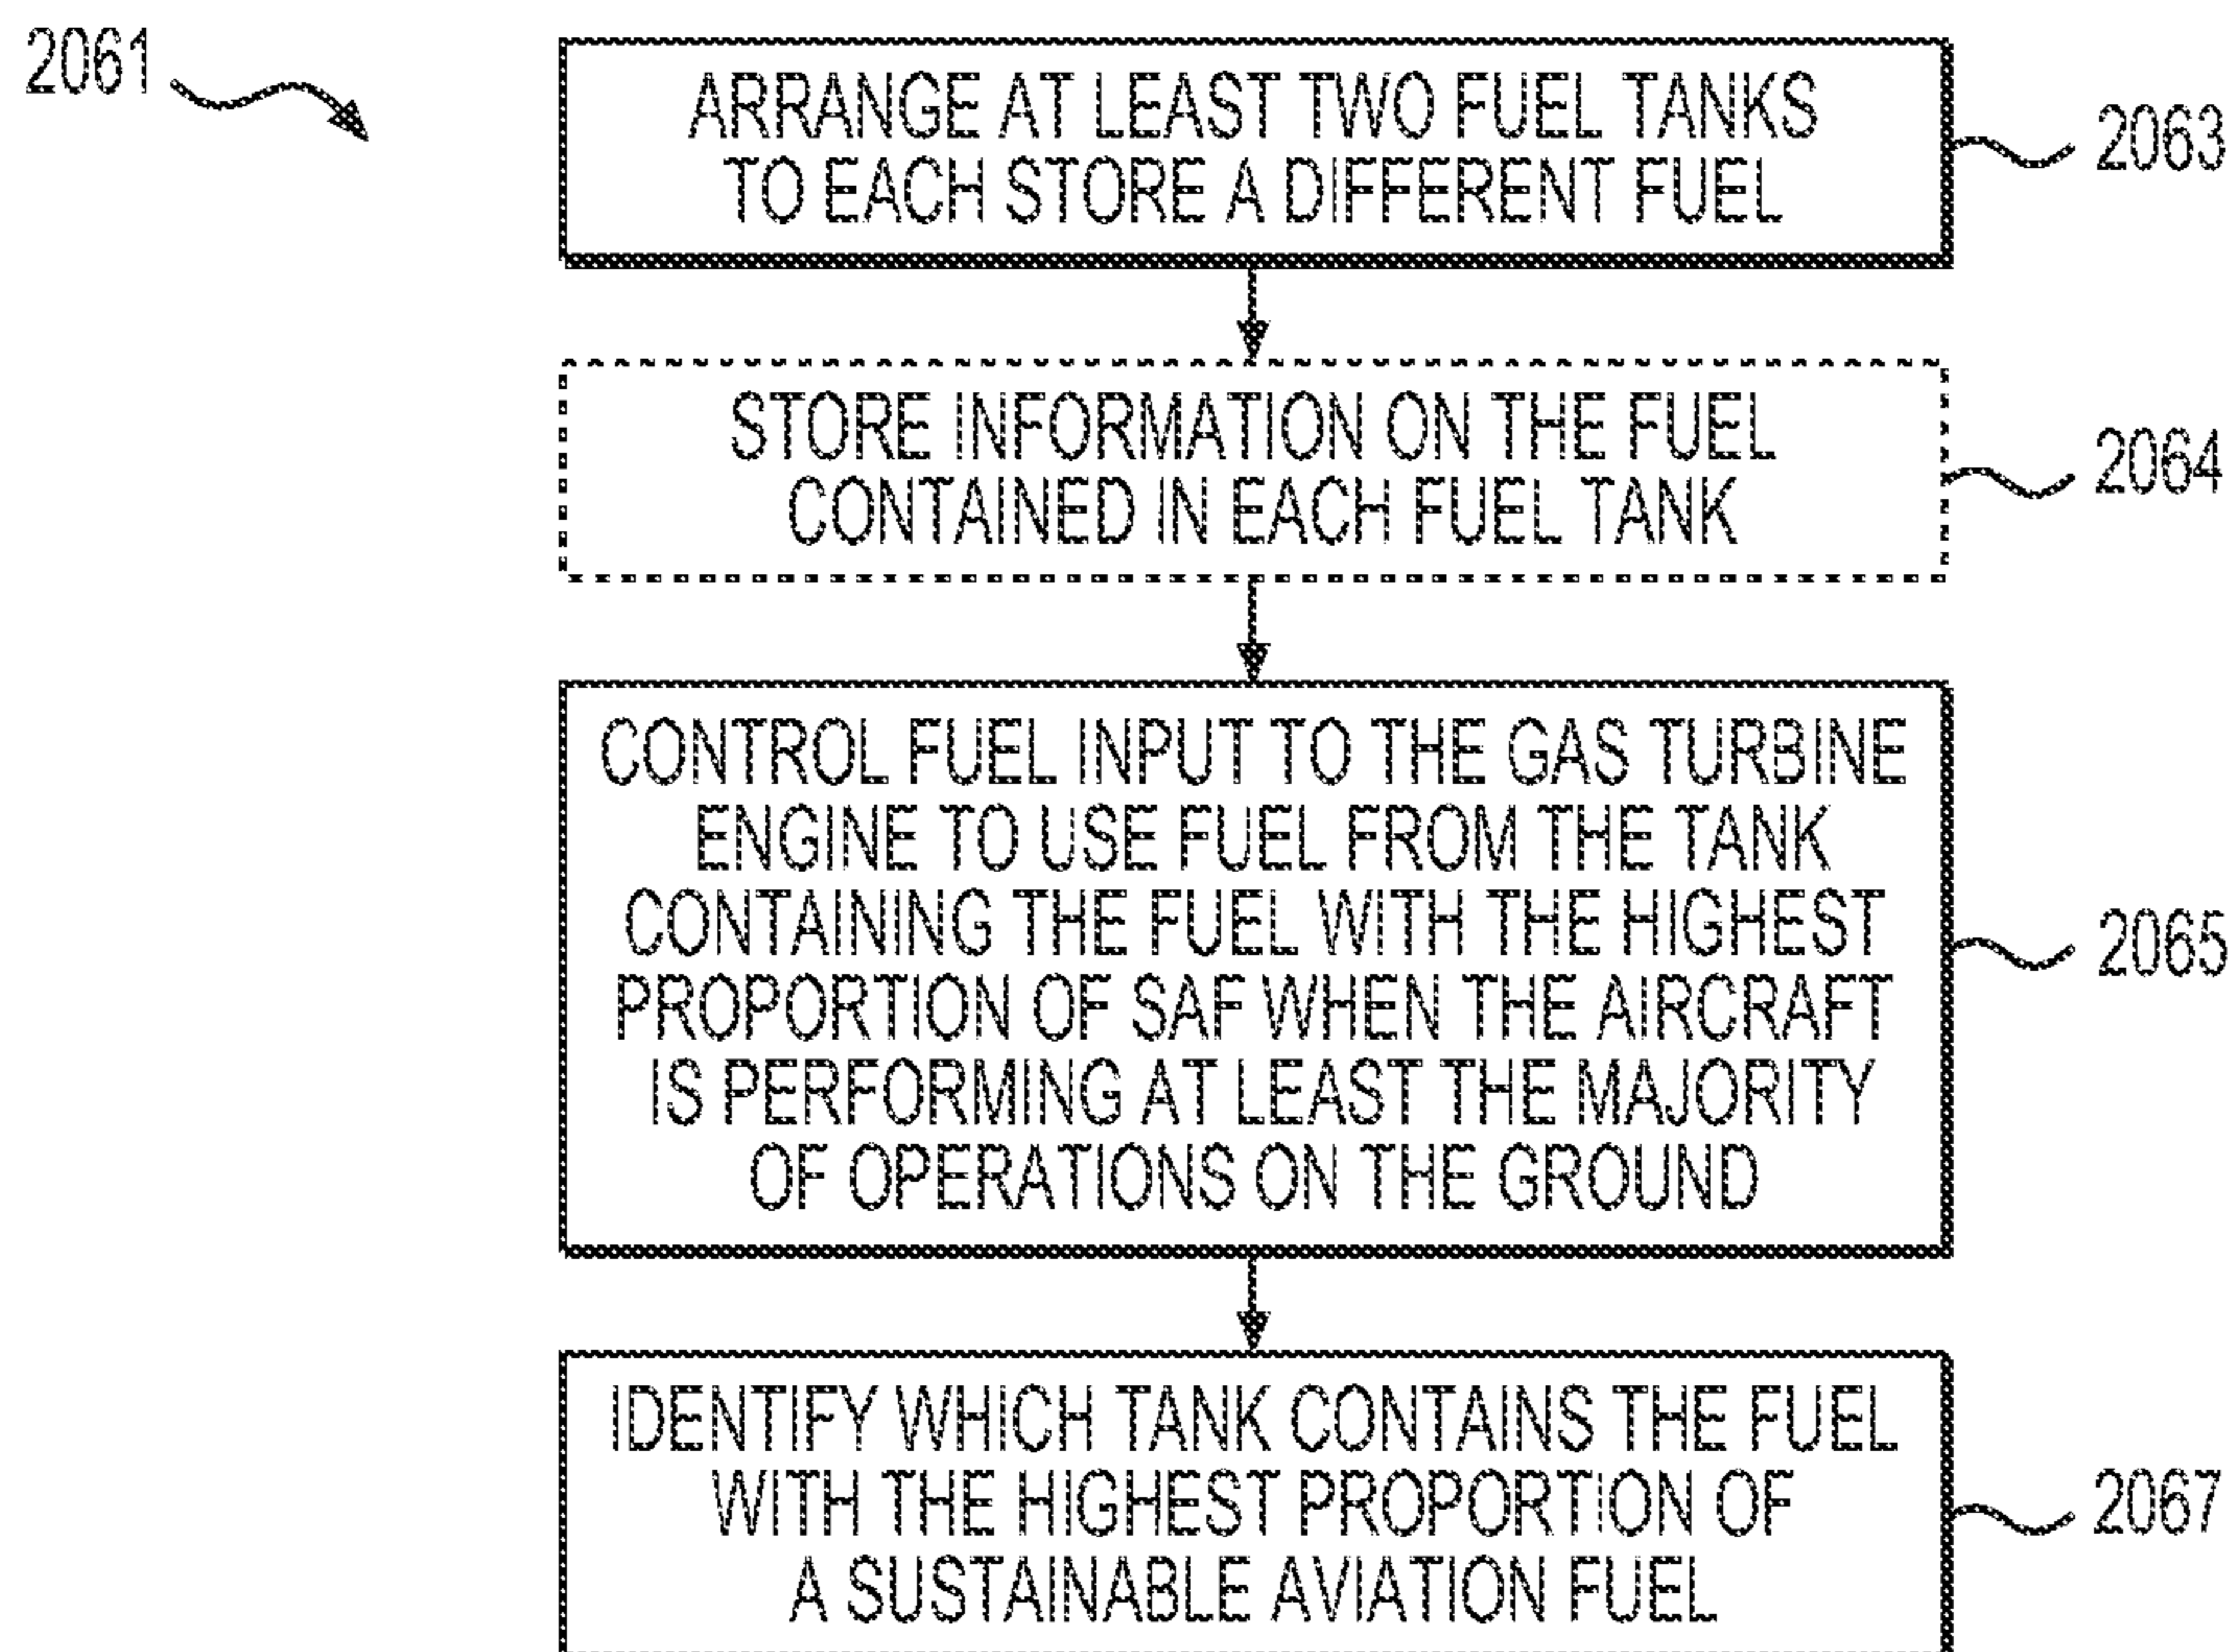 2061
ARRANGE AT LEAST TWO FUEL TANKS
TO EACH STORE A DIFFERENT FUEL
2063
STORE INFORMATION ON THE FUEL
CONTAINED IN EACH FUEL TANK
2064
CONTROL FUEL INPUT TO THE GAS TURBINE
ENGINE TO USE FUEL FROM THE TANK
CONTAINING THE FUEL WITH THE HIGHEST
PROPORTION OF SAF WHEN THE AIRCRAFT
IS PERFORMING AT LEAST THE MAJORITY
OF OPERATIONS ON THE GROUND
2065
IDENTIFY WHICH TANK CONTAINS THE FUEL
WITH THE HIGHEST PROPORTION OF
A SUSTAINABLE AVIATION FUEL
2067